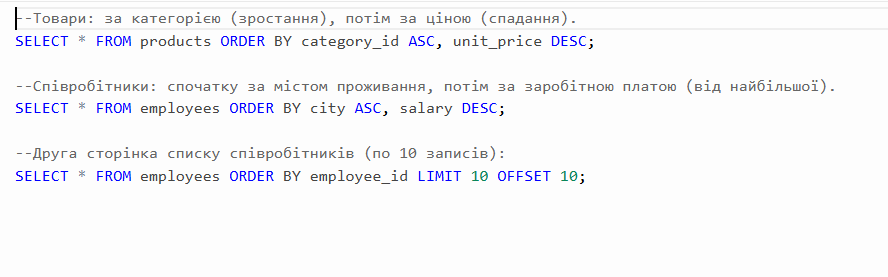 --Товари: за категорією (зростання), потім за ціною (спадання).
SELECT * FROM products ORDER BY category_id ASC, unit_price DESC;
--Співробітники: спочатку за містом проживання, потім за заробітною платою (від найбільшої).
SELECT * FROM employees ORDER BY city ASC, salary DESC;
--Друга сторінка списку співробітників (по 10 записів):
SELECT * FROM employees ORDER BY employee_id LIMIT 10 OFFSET 10;